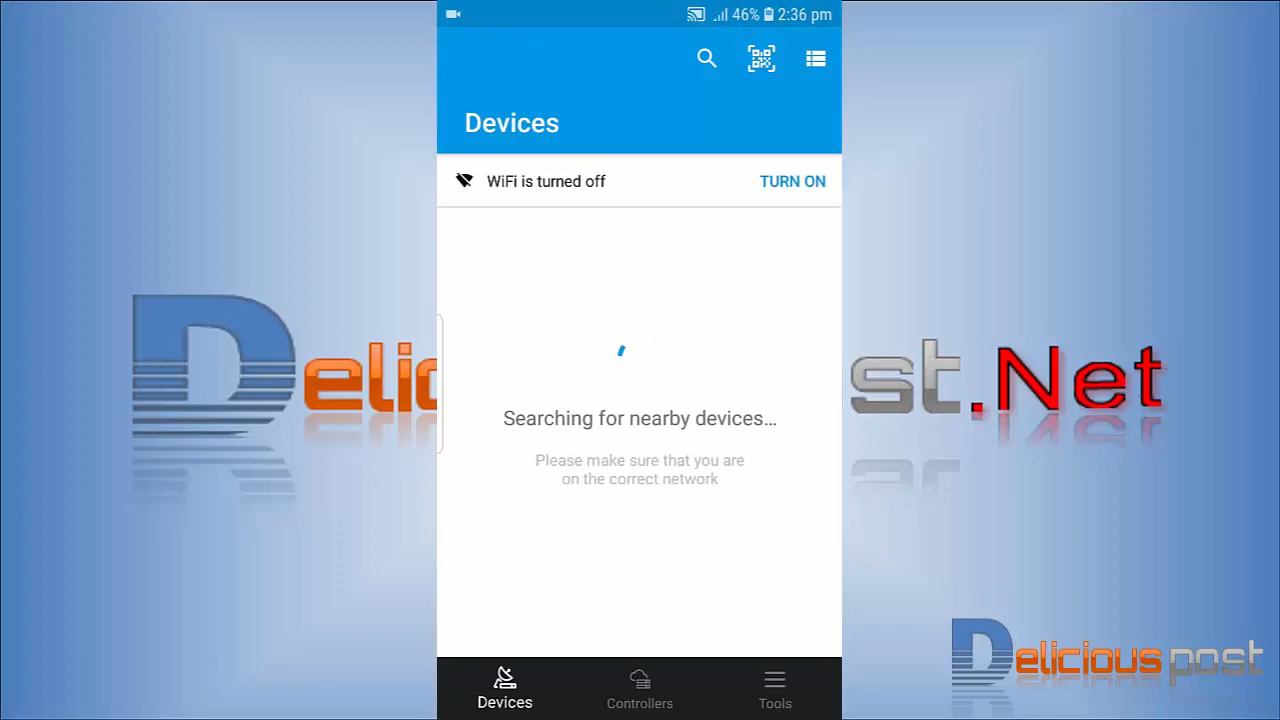 46% 2:36 pm
Devices
WiFi is turned off TURN ON
Searching for nearby devices...
Please make sure that you are
on the correct network
Devices Controllers Tools
Delicious post
.Net